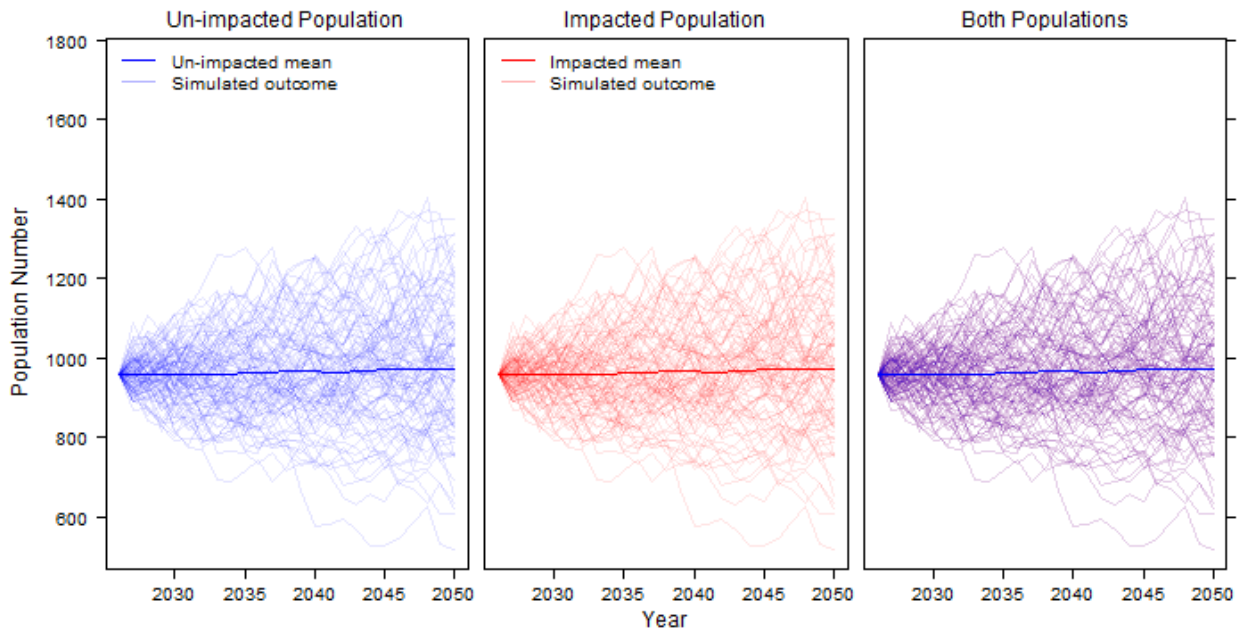 Un-impacted Population
Impacted Population
Both Populations
Population Number
1800
1600
1400
1200
1000
800
600
Un-impacted mean
Simulated outcome
Impacted mean
Simulated outcome
2030 2035 2040 2045 2050
2030 2035 2040 2045 2050
2030 2035 2040 2045 2050
Year